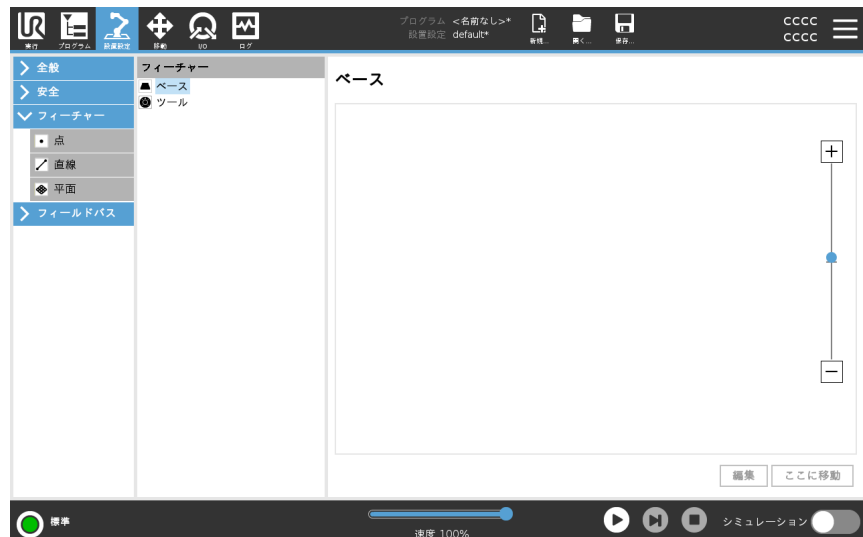 プログラム <名前なし>*
設置設定 default*
CCCC
CCCC
実行
プログラム
設置設定
移動
I/O
ログ
新規...
開く...
保存...
全般
安全
フィーチャー
点
直線
平面
フィールドバス
フィーチャー
ベース
ツール
ベース
編集
ここに移動
標準
速度 100%
シミュレーション